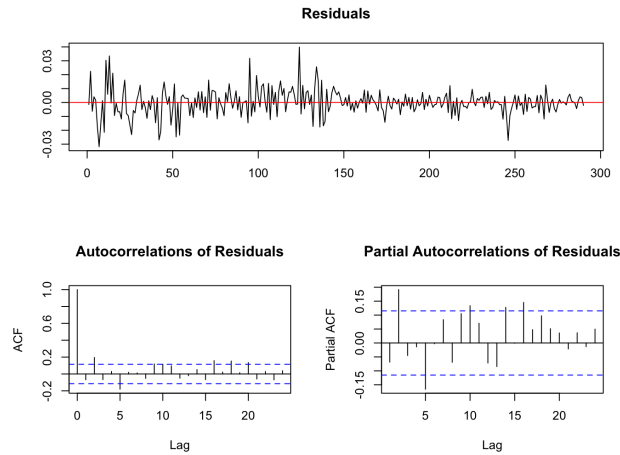 Residuals
0.03
0.00
-0.03
0 50 100 150 200 250 300
Autocorrelations of Residuals
ACF
1.0
0.6
0.2
-0.2
0 5 10 15 20
Lag
Partial Autocorrelations of Residuals
Partial ACF
0.15
0.00
-0.15
5 10 15 20
Lag